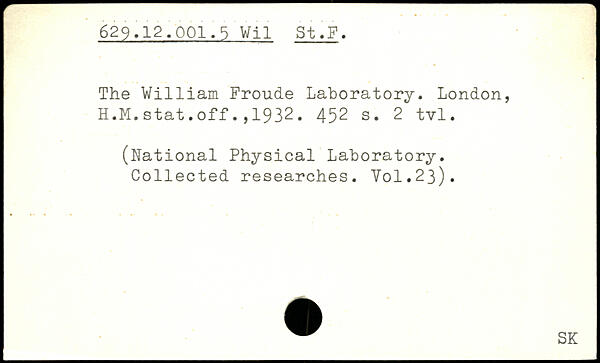 629.12.001.5 Wil St.F.
The William Froude Laboratory. London,
H.M.stat.off.,1932. 452 s. 2 tvl.
(National Physical Laboratory.
Collected researches. Vol.23).
SK